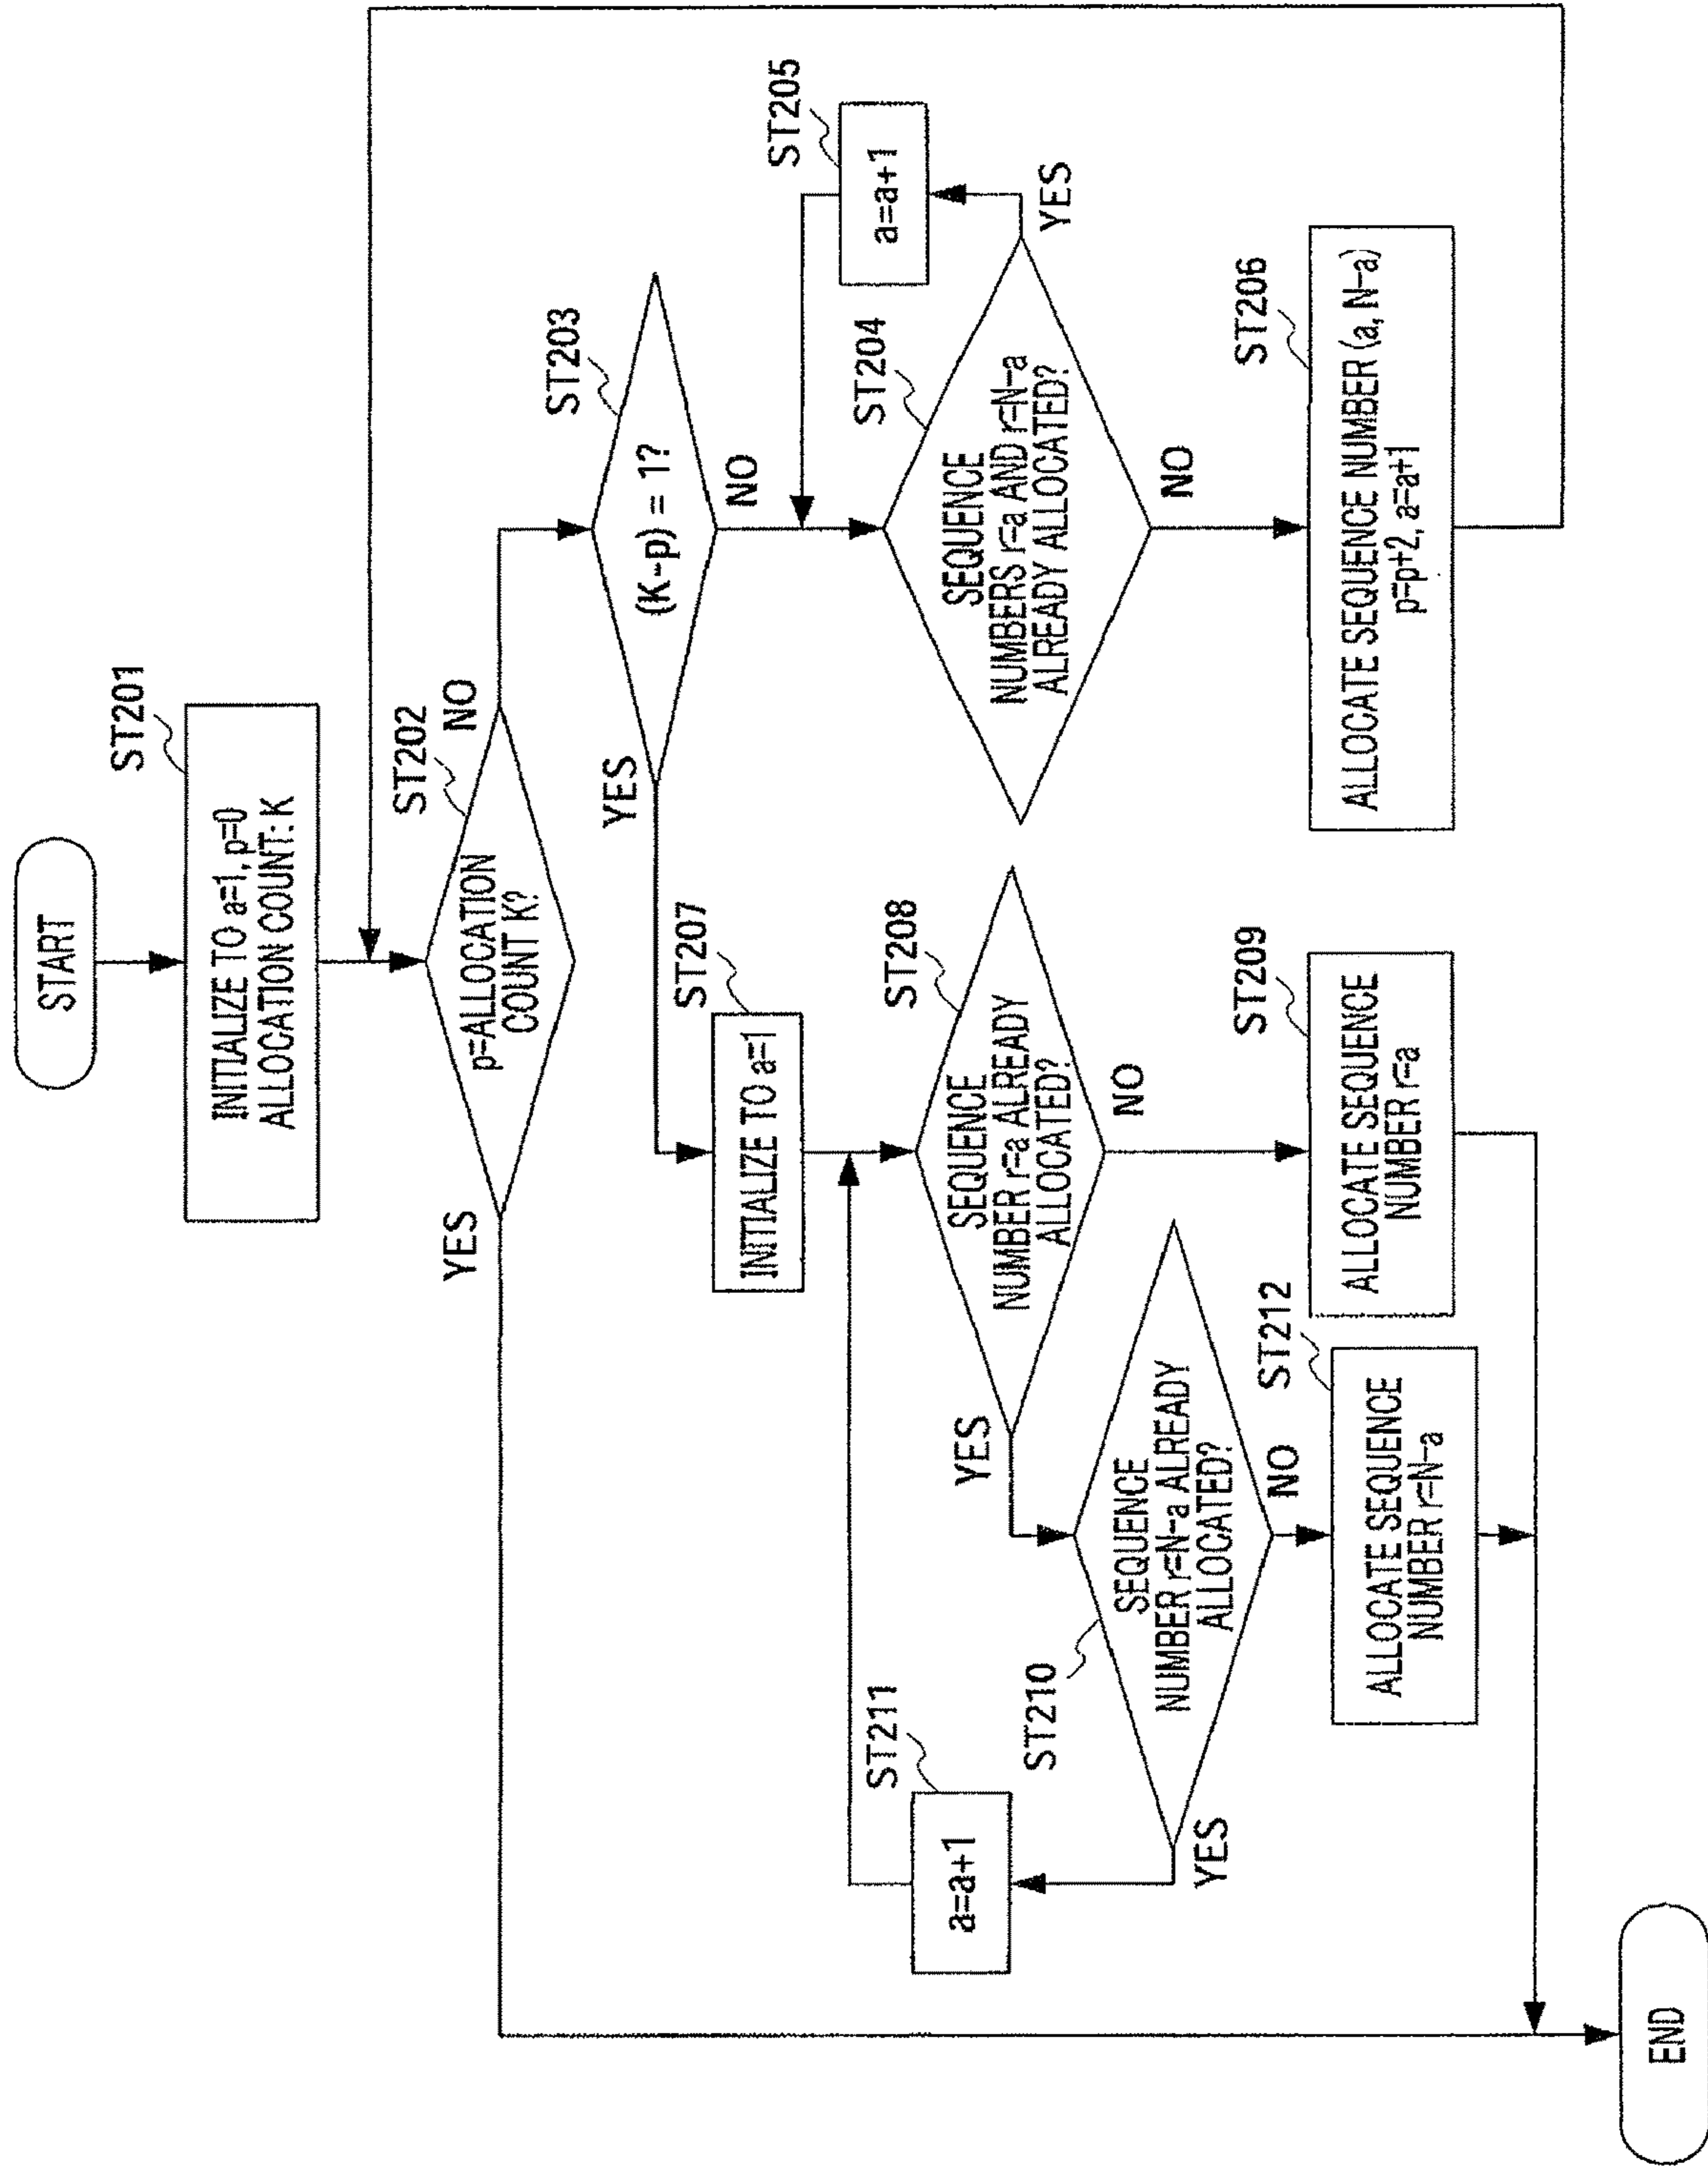 START
ST201
INITIALIZE TO a=1, p=0
ALLOCATION COUNT: K
ST202
p=ALLOCATION
COUNT K?
YES
NO
ST203
(K-p) = 1?
YES
NO
ST205
a=a+1
ST204
SEQUENCE
NUMBERS r=a AND r=N-a
ALREADY ALLOCATED?
YES
NO
ST206
ALLOCATE SEQUENCE NUMBER (a, N-a)
p=p+2, a=a+1
ST207
INITIALIZE TO a=1
ST208
SEQUENCE
NUMBER r=a ALREADY
ALLOCATED?
YES
NO
ST209
ALLOCATE SEQUENCE
NUMBER r=a
ST210
SEQUENCE
NUMBER r=N-a ALREADY
ALLOCATED?
YES
NO
ST211
a=a+1
ST212
ALLOCATE SEQUENCE
NUMBER r=N-a
END